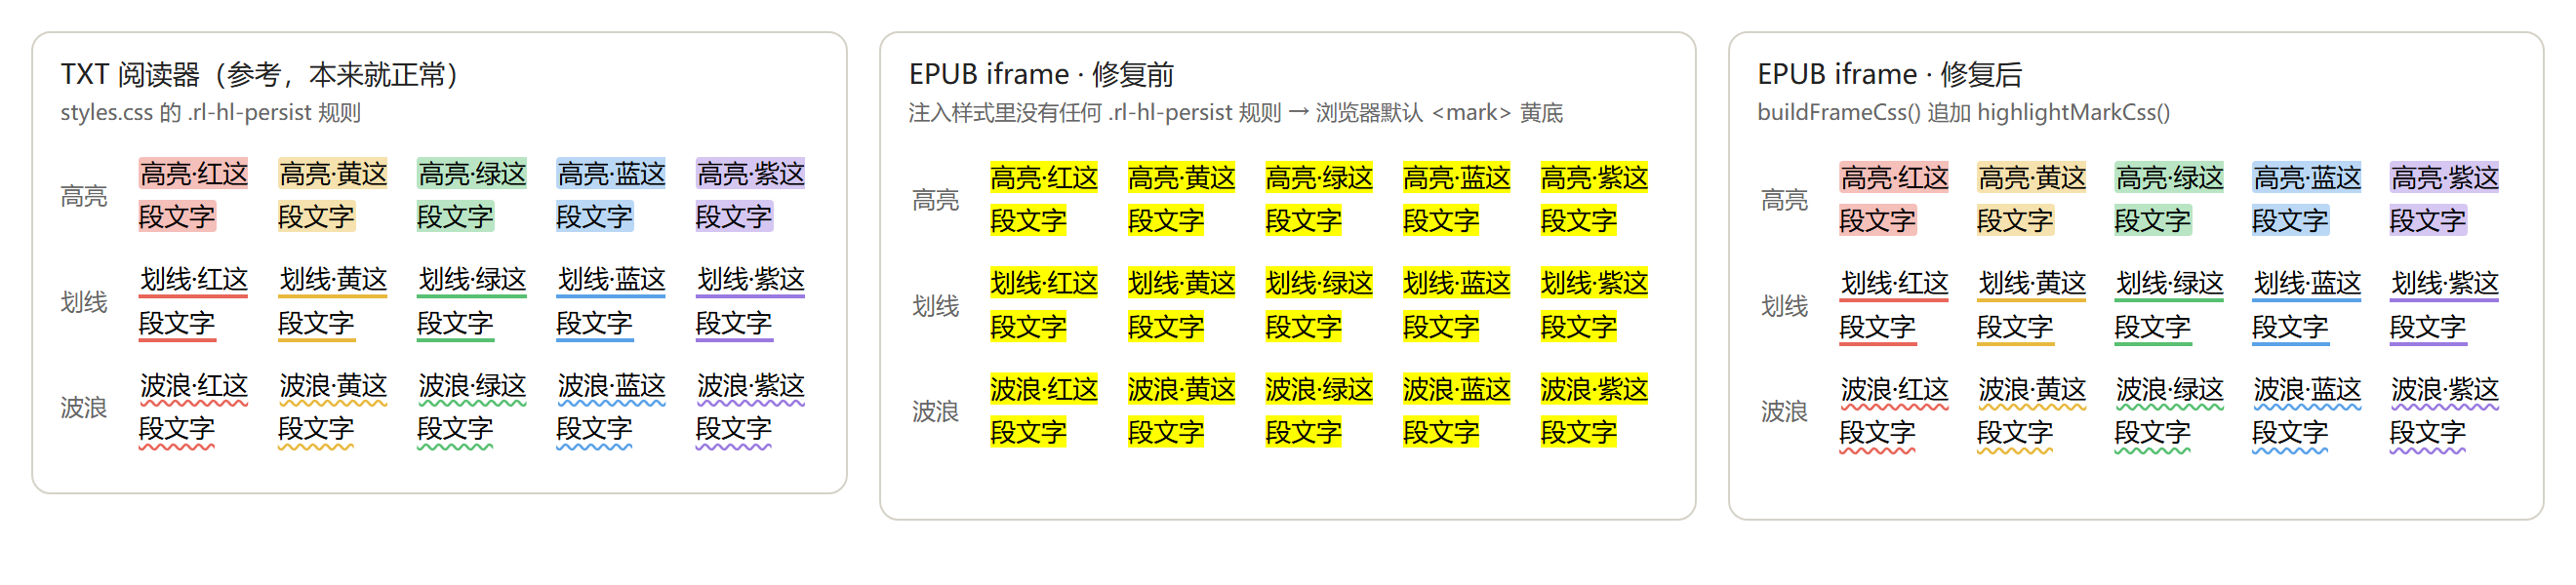 TXT 阅读器（参考，本来就正常）
styles.css 的 .rl-hl-persist 规则
高亮
高亮·红这
段文字
高亮·黄这
段文字
高亮·绿这
段文字
高亮·蓝这
段文字
高亮·紫这
段文字
划线
划线·红这
段文字
划线·黄这
段文字
划线·绿这
段文字
划线·蓝这
段文字
划线·紫这
段文字
波浪
波浪·红这
段文字
波浪·黄这
段文字
波浪·绿这
段文字
波浪·蓝这
段文字
波浪·紫这
段文字
EPUB iframe · 修复前
注入样式里没有任何 .rl-hl-persist 规则 → 浏览器默认 <mark> 黄底
高亮
高亮·红这
段文字
高亮·黄这
段文字
高亮·绿这
段文字
高亮·蓝这
段文字
高亮·紫这
段文字
划线
划线·红这
段文字
划线·黄这
段文字
划线·绿这
段文字
划线·蓝这
段文字
划线·紫这
段文字
波浪
波浪·红这
段文字
波浪·黄这
段文字
波浪·绿这
段文字
波浪·蓝这
段文字
波浪·紫这
段文字
EPUB iframe · 修复后
buildFrameCss() 追加 highlightMarkCss()
高亮
高亮·红这
段文字
高亮·黄这
段文字
高亮·绿这
段文字
高亮·蓝这
段文字
高亮·紫这
段文字
划线
划线·红这
段文字
划线·黄这
段文字
划线·绿这
段文字
划线·蓝这
段文字
划线·紫这
段文字
波浪
波浪·红这
段文字
波浪·黄这
段文字
波浪·绿这
段文字
波浪·蓝这
段文字
波浪·紫这
段文字